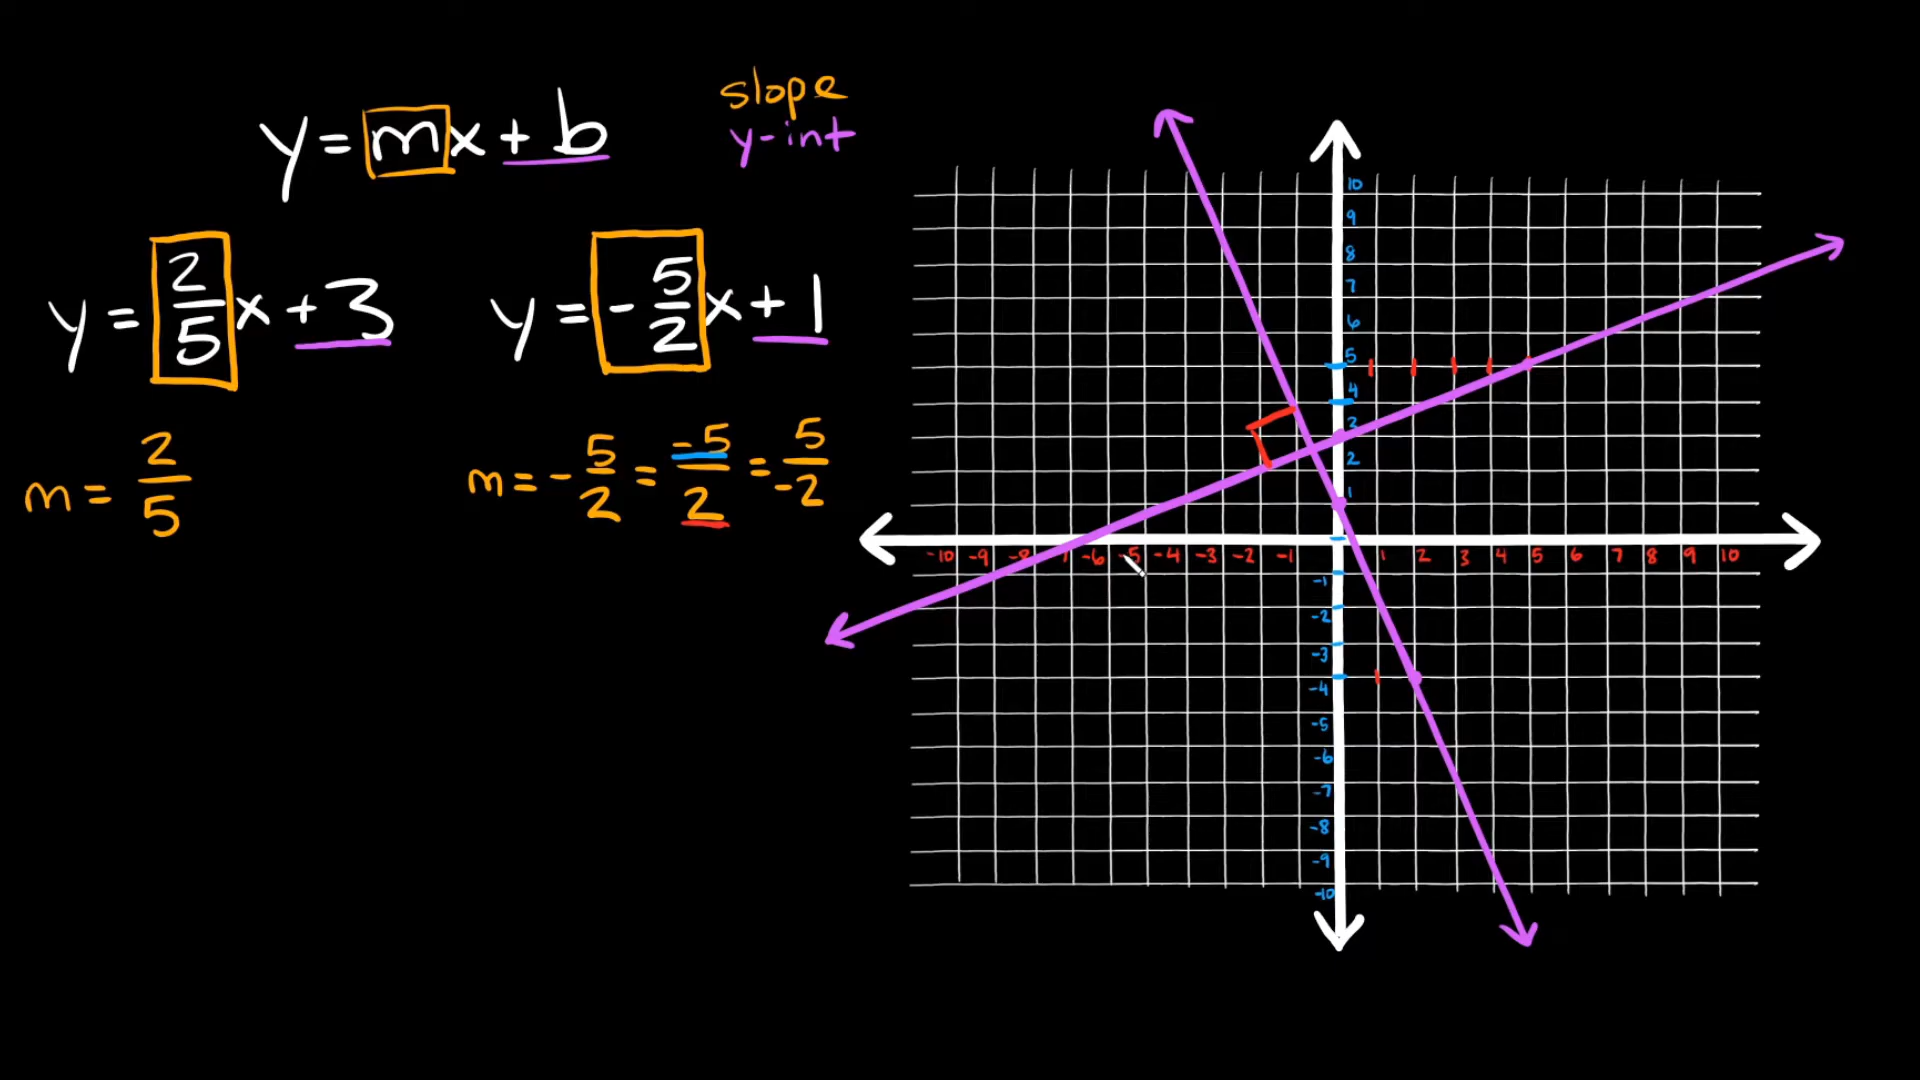 y = mx + b
slope
y-int
y = 2/5 x + 3
y = -5/2 x + 1
m = 2/5
m = -5/2 = -5/2 = 5/-2
10
9
8
7
6
5
4
3
2
1
-10 -9 -8 -7 -6 -5 -4 -3 -2 -1 1 2 3 4 5 6 7 8 9 10
-1
-2
-3
-4
-5
-6
-7
-8
-9
-10